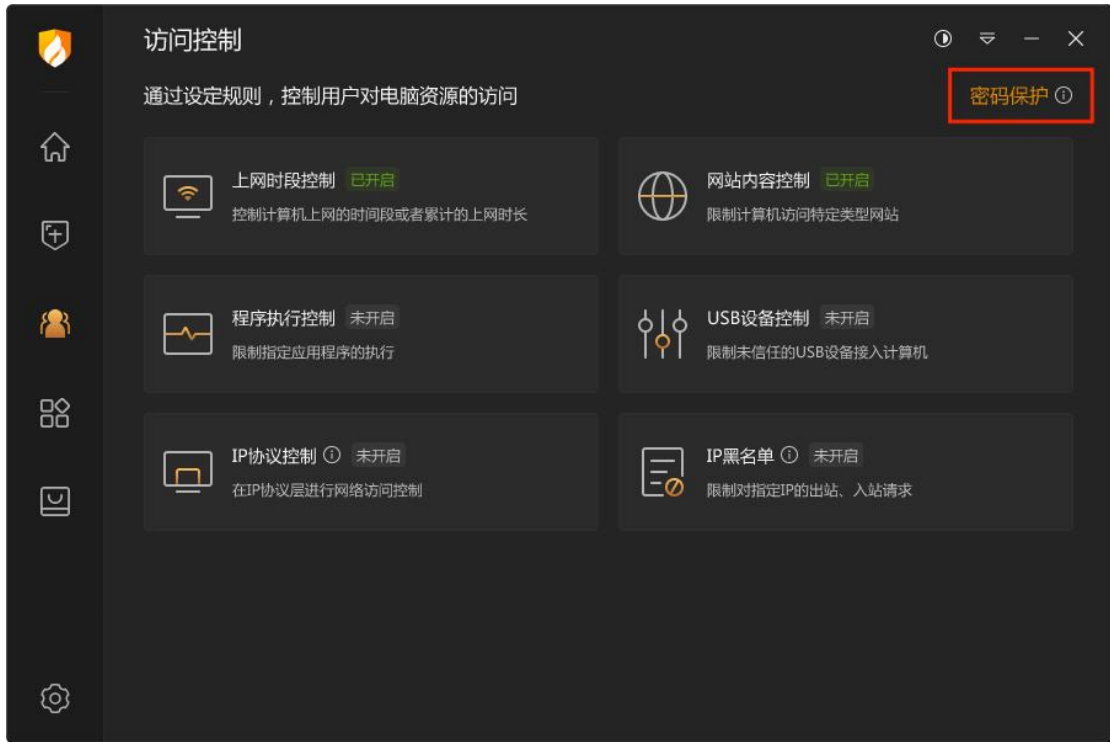 访问控制
通过设定规则，控制用户对电脑资源的访问
密码保护
上网时段控制 已开启
控制计算机上网的时间段或者累计的上网时长
网站内容控制 已开启
限制计算机访问特定类型网站
程序执行控制 未开启
限制指定应用程序的执行
USB设备控制 未开启
限制未信任的USB设备接入计算机
IP协议控制 未开启
在IP协议层进行网络访问控制
IP黑名单 未开启
限制对指定IP的出站、入站请求